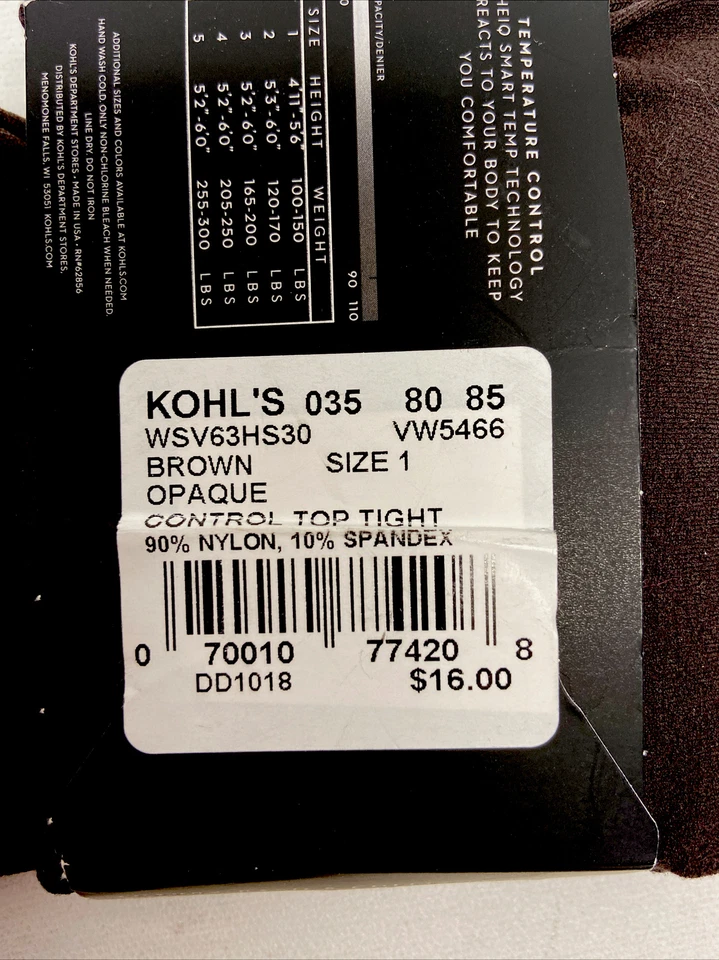 TEMPERATURE CONTROL
HEIQ SMART TEMP TECHNOLOGY
REACTS TO YOUR BODY TO KEEP
YOU COMFORTABLE
PACITY/DENIER
0 90 110
SIZE HEIGHT WEIGHT
1 4'11"-5'6" 100-150 LBS
2 5'3"-6'0" 120-170 LBS
3 5'2"-6'0" 165-200 LBS
4 5'2"-6'0" 205-250 LBS
5 5'2"-6'0" 255-300 LBS
ADDITIONAL SIZES AND COLORS AVAILABLE AT KOHLS.COM
HAND WASH COLD. ONLY NON-CHLORINE BLEACH WHEN NEEDED.
LINE DRY. DO NOT IRON
KOHL'S DEPARTMENT STORES • MADE IN USA • RN#62856
DISTRIBUTED BY KOHL'S DEPARTMENT STORES,
MENOMONEE FALLS, WI 53051 KOHLS.COM
KOHL'S 035 80 85
WSV63HS30 VW5466
BROWN SIZE 1
OPAQUE
CONTROL TOP TIGHT
90% NYLON, 10% SPANDEX
0 70010 77420 8
DD1018 $16.00